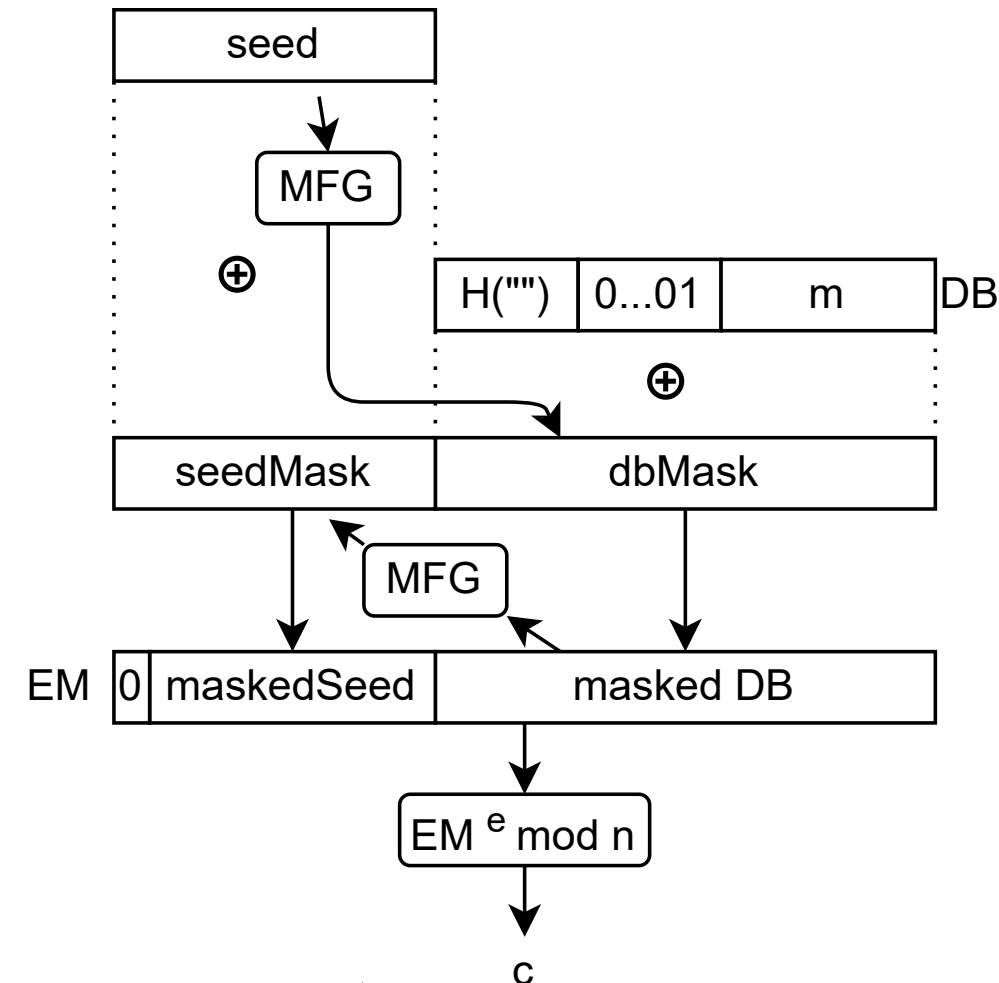 seed
MFG
H("") 0...01 m DB
seedMask dbMask
MFG
EM 0 maskedSeed masked DB
EM e mod n
c